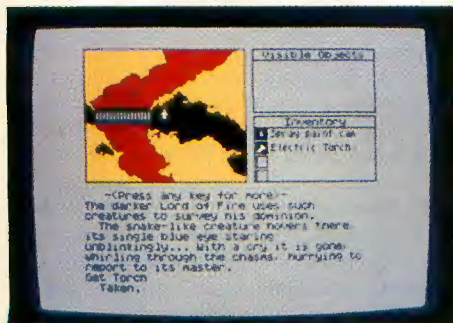 Visible Objects
Inventory
Spray paint can
Electric Torch
~<Press any key for more>~
The darker Lord of Fire uses such
creatures to survey his dominion.
The snake-like creature hovers there
its single blue eye staring
unblinkingly... With a cry it is gone,
whirling through the chasms, hurrying to
report to its master.
Get Torch
Taken.